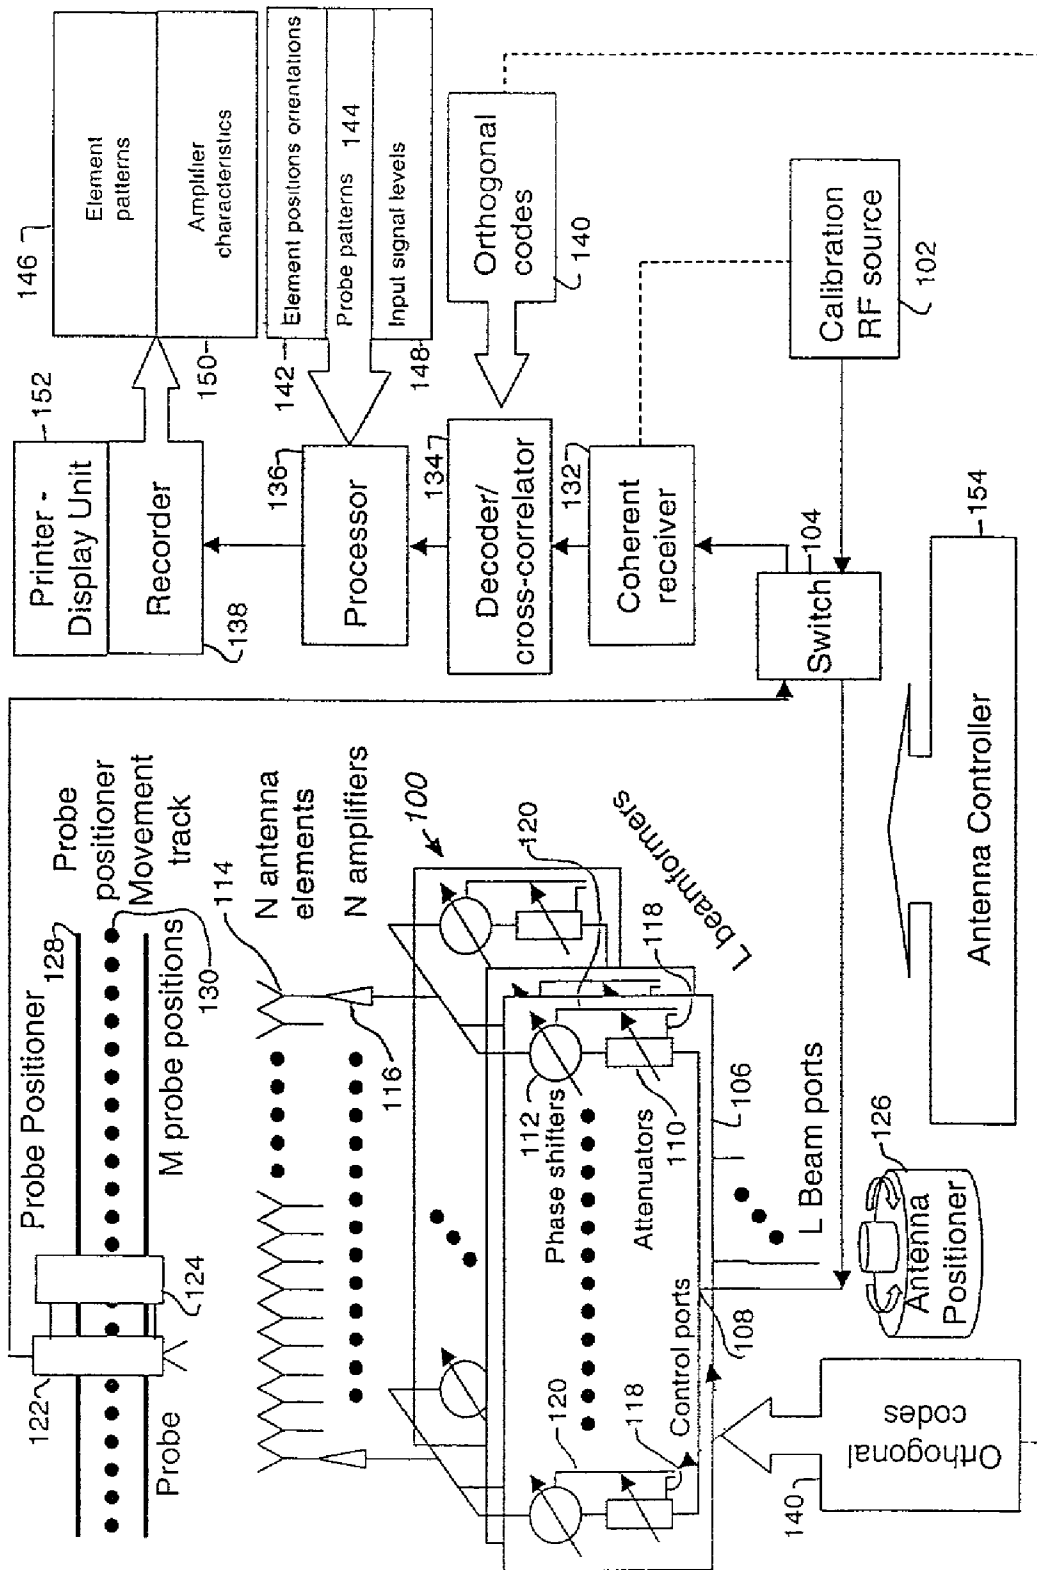 Probe Positioner
128
Probe
positioner
Movement
track
122
124
Probe
M probe positions
130
114
N antenna
elements
116
N amplifiers
100
120
L beamformers
118
112
Phase shifters
110
Attenuators
106
120
118
Control ports
108
L Beam ports
126
Antenna
Positioner
140
Orthogonal
codes
Antenna Controller
154
Printer -
Display Unit
152
Recorder
138
146
Element
patterns
Amplifier
characteristics
150
Processor
136
142
Element positions orientations
Probe patterns 144
Input signal levels
148
Decoder/
cross-correlator
134
Orthogonal
codes
140
Coherent
receiver
132
Switch
104
Calibration
RF source
102